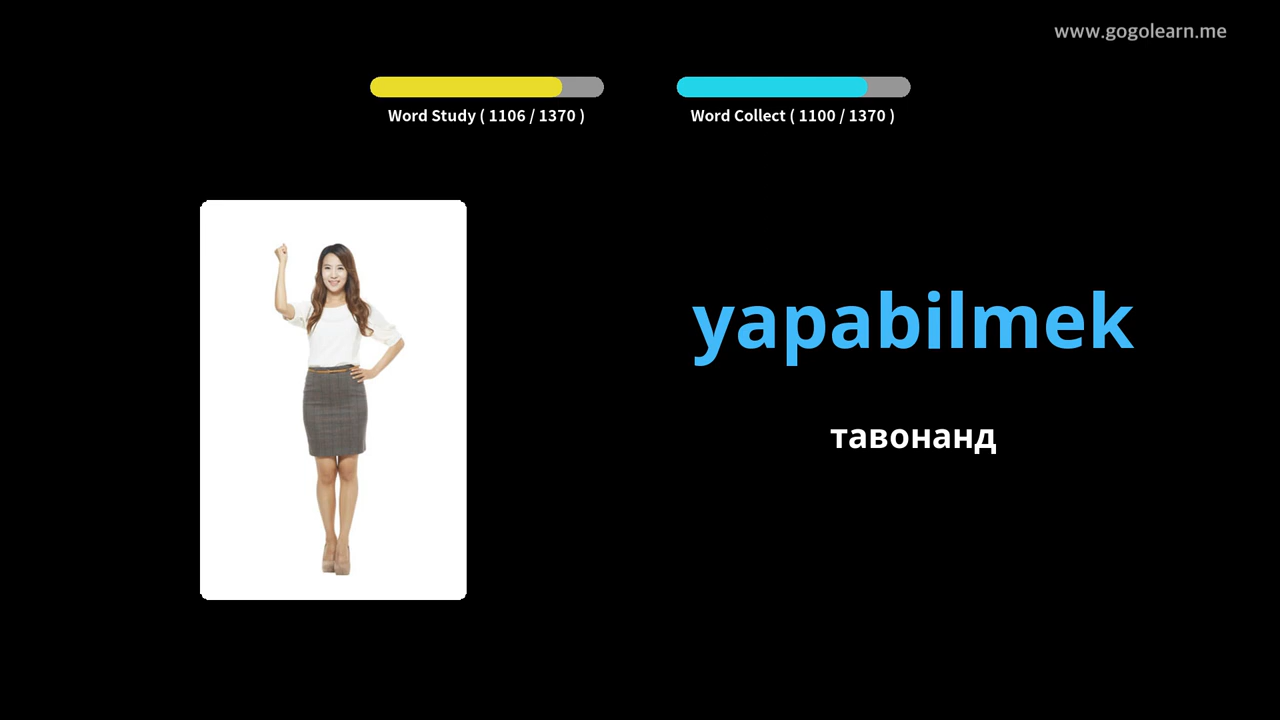 www.gogolearn.me
Word Study ( 1106 / 1370 )
Word Collect ( 1100 / 1370 )
yapabilmek
тавонанд